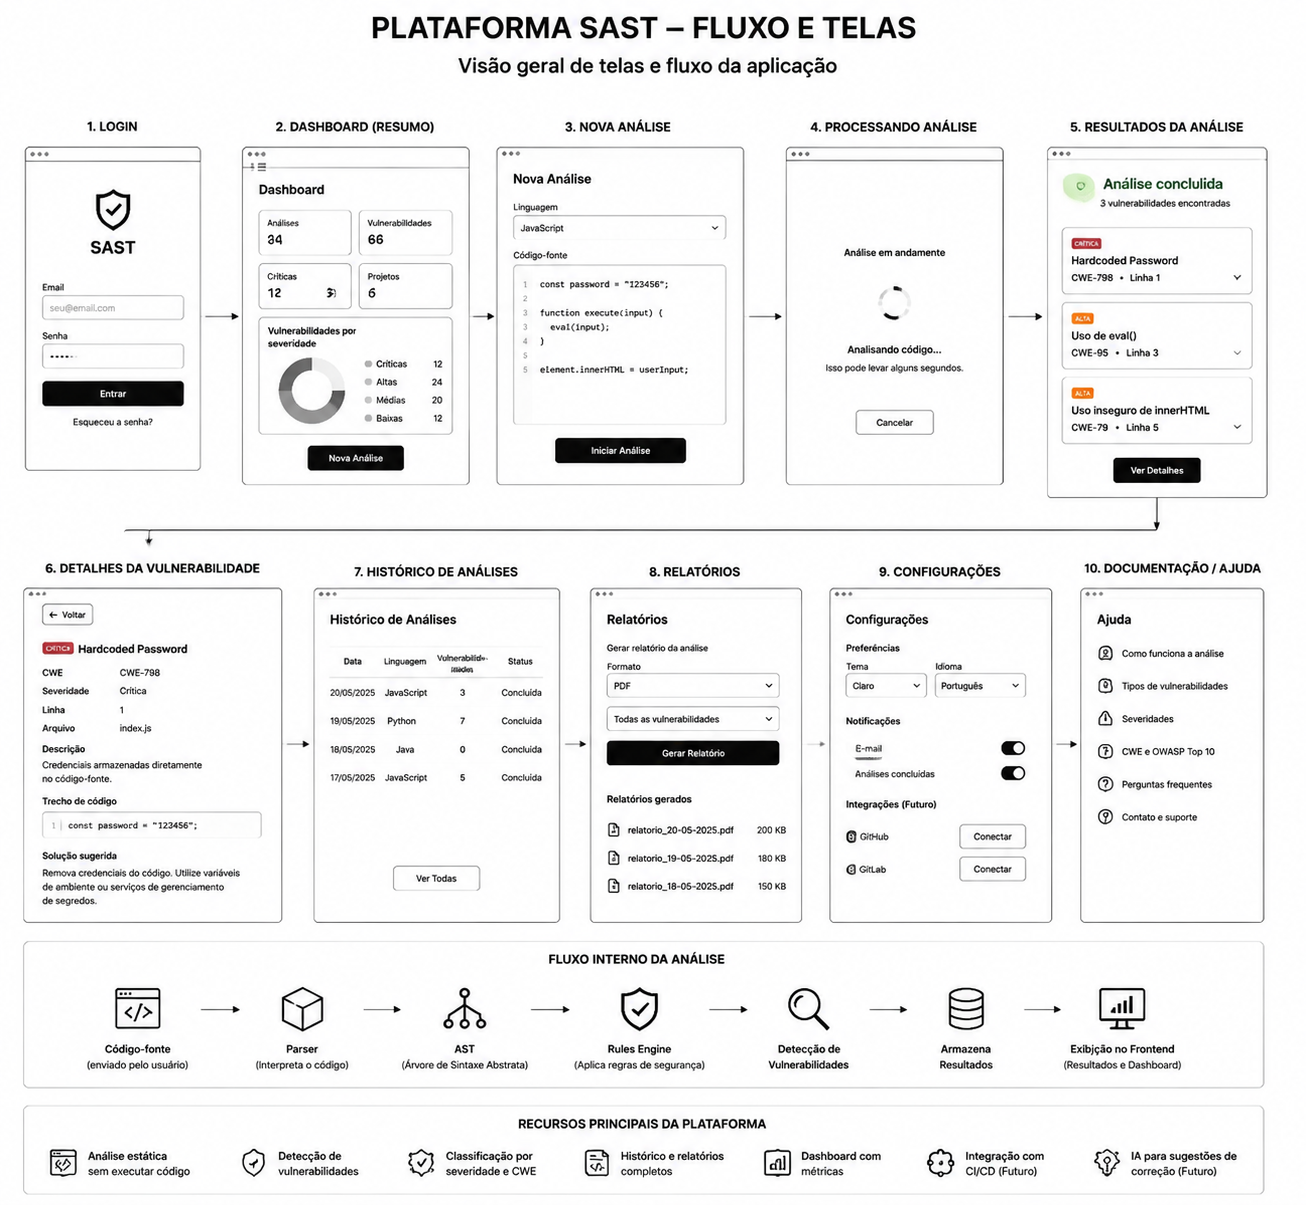 PLATAFORMA SAST – FLUXO E TELAS
Visão geral de telas e fluxo da aplicação
1. LOGIN
SAST
Email
seu@email.com
Senha
Entrar
Esqueceu a senha?
2. DASHBOARD (RESUMO)
Dashboard
Análises
34
Vulnerabilidades
66
Críticas
12
Projetos
6
Vulnerabilidades por
severidade
Críticas 12
Altas 24
Médias 20
Baixas 12
Nova Análise
3. NOVA ANÁLISE
Nova Análise
Linguagem
JavaScript
Código-fonte
1 const password = "123456";
2
3 function execute(input) {
3 eval(input);
4 }
5
5 element.innerHTML = userInput;
Iniciar Análise
4. PROCESSANDO ANÁLISE
Análise em andamente
Analisando código...
Isso pode levar alguns segundos.
Cancelar
5. RESULTADOS DA ANÁLISE
Análise conclulida
3 vulnerabilidades encontradas
CRÍTICA
Hardcoded Password
CWE-798 • Linha 1
ALTA
Uso de eval()
CWE-95 • Linha 3
ALTA
Uso inseguro de innerHTML
CWE-79 • Linha 5
Ver Detalhes
6. DETALHES DA VULNERABILIDADE
← Voltar
Hardcoded Password
CWE CWE-798
Severidade Crítica
Linha 1
Arquivo index.js
Descrição
Credenciais armazenadas diretamente
no código-fonte.
Trecho de código
1 const password = "123456";
Solução sugerida
Remova credenciais do código. Utilize variáveis
de ambiente ou serviços de gerenciamento
de segredos.
7. HISTÓRICO DE ANÁLISES
Histórico de Análises
Data Linguagem Status
20/05/2025 JavaScript 3 Concluída
19/05/2025 Python 7 Concluída
18/05/2025 Java 0 Concluída
17/05/2025 JavaScript 5 Concluída
Ver Todas
8. RELATÓRIOS
Relatórios
Gerar relatório da análise
Formato
PDF
Todas as vulnerabilidades
Gerar Relatório
Relatórios gerados
relatorio_20-05-2025.pdf 200 KB
relatorio_19-05-2025.pdf 180 KB
relatorio_18-05-2025.pdf 150 KB
9. CONFIGURAÇÕES
Configurações
Preferências
Tema Idioma
Claro Português
Notificações
E-mail
Análises concluídas
Integrações (Futuro)
GitHub Conectar
GitLab Conectar
10. DOCUMENTAÇÃO / AJUDA
Ajuda
Como funciona a análise
Tipos de vulnerabilidades
Severidades
CWE e OWASP Top 10
Perguntas frequentes
Contato e suporte
FLUXO INTERNO DA ANÁLISE
Código-fonte
(enviado pelo usuário)
Parser
(Interpreta o código)
AST
(Árvore de Sintaxe Abstrata)
Rules Engine
(Aplica regras de segurança)
Detecção de
Vulnerabilidades
Armazena
Resultados
Exibição no Frontend
(Resultados e Dashboard)
RECURSOS PRINCIPAIS DA PLATAFORMA
Análise estática
sem executar código
Detecção de
vulnerabilidades
Classificação por
severidade e CWE
Histórico e relatórios
completos
Dashboard com
métricas
Integração com
CI/CD (Futuro)
IA para sugestões de
correção (Futuro)